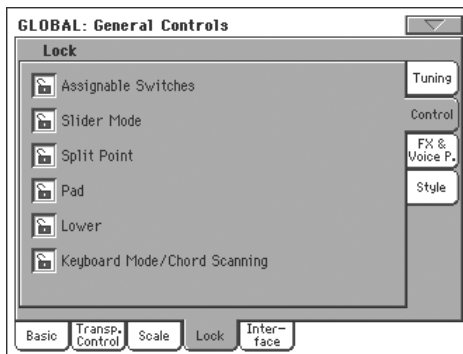 GLOBAL: General Controls
Lock
Assignable Switches
Slider Mode
Split Point
Pad
Lower
Keyboard Mode/Chord Scanning
Tuning
Control
FX &
Voice P.
Style
Basic
Transp.
Control
Scale
Lock
Inter-
face